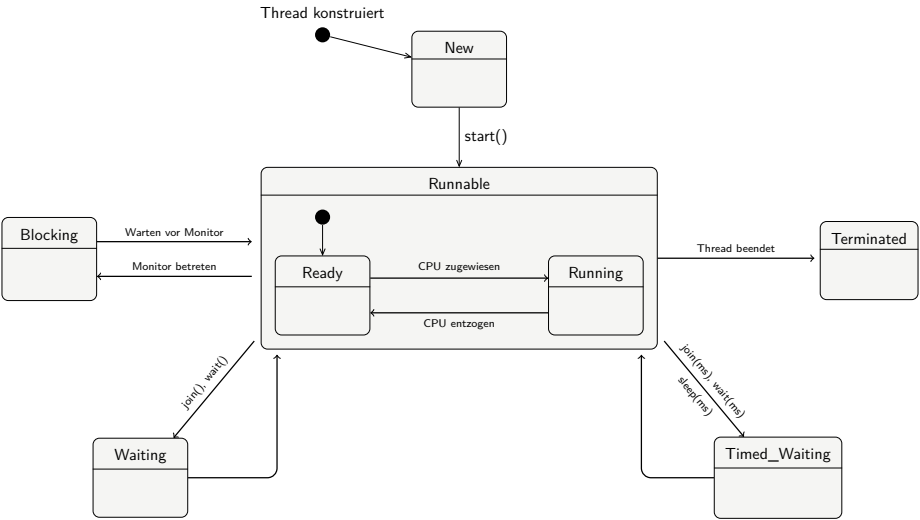 Thread konstruiert
New
start()
Runnable
Blocking
Warten vor Monitor
Monitor betreten
Ready
CPU zugewiesen
CPU entzogen
Running
Thread beendet
Terminated
join(), wait()
join(ms), wait(ms)
sleep(ms)
Waiting
Timed_Waiting